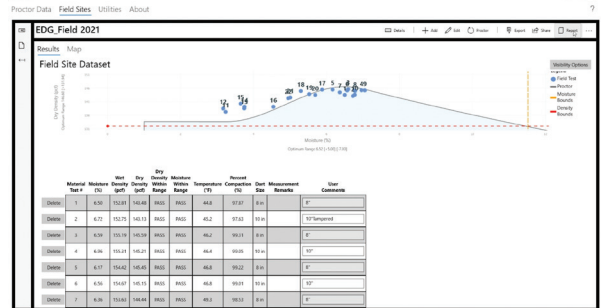 Proctor Data Field Sites Utilities About ?
EDG_Field 2021
Details Add Edit Proctor Export Share Report ...
Results Map
Field Site Dataset
Visibility Options
Dry Density (pcf)
Field Test
Proctor
Moisture
Bounds
Density
Bounds
Moisture (%)
Material Test # Moisture (%) Wet Density (pcf) Dry Density (pcf) Dry Density Within Range Moisture Within Range Temperature (°F) Percent Compaction (%) Dart Size Measurement Remarks User Comments
Delete 1 6.50 152.81 143.48 PASS PASS 44.8 97.87 8 in 8"
Delete 2 6.72 152.75 143.13 PASS PASS 45.2 97.63 10 in 10"Tampered
Delete 3 6.59 155.19 145.59 PASS PASS 46.2 99.31 8 in 8"
Delete 4 6.96 155.31 145.21 PASS PASS 46.4 99.05 10 in 10"
Delete 5 6.17 154.42 145.45 PASS PASS 46.8 99.22 8 in 8"
Delete 6 6.56 154.67 145.15 PASS PASS 46.8 99.01 10 in 10"
Delete 7 6.36 153.63 144.44 PASS PASS 49.3 98.53 8 in 8"